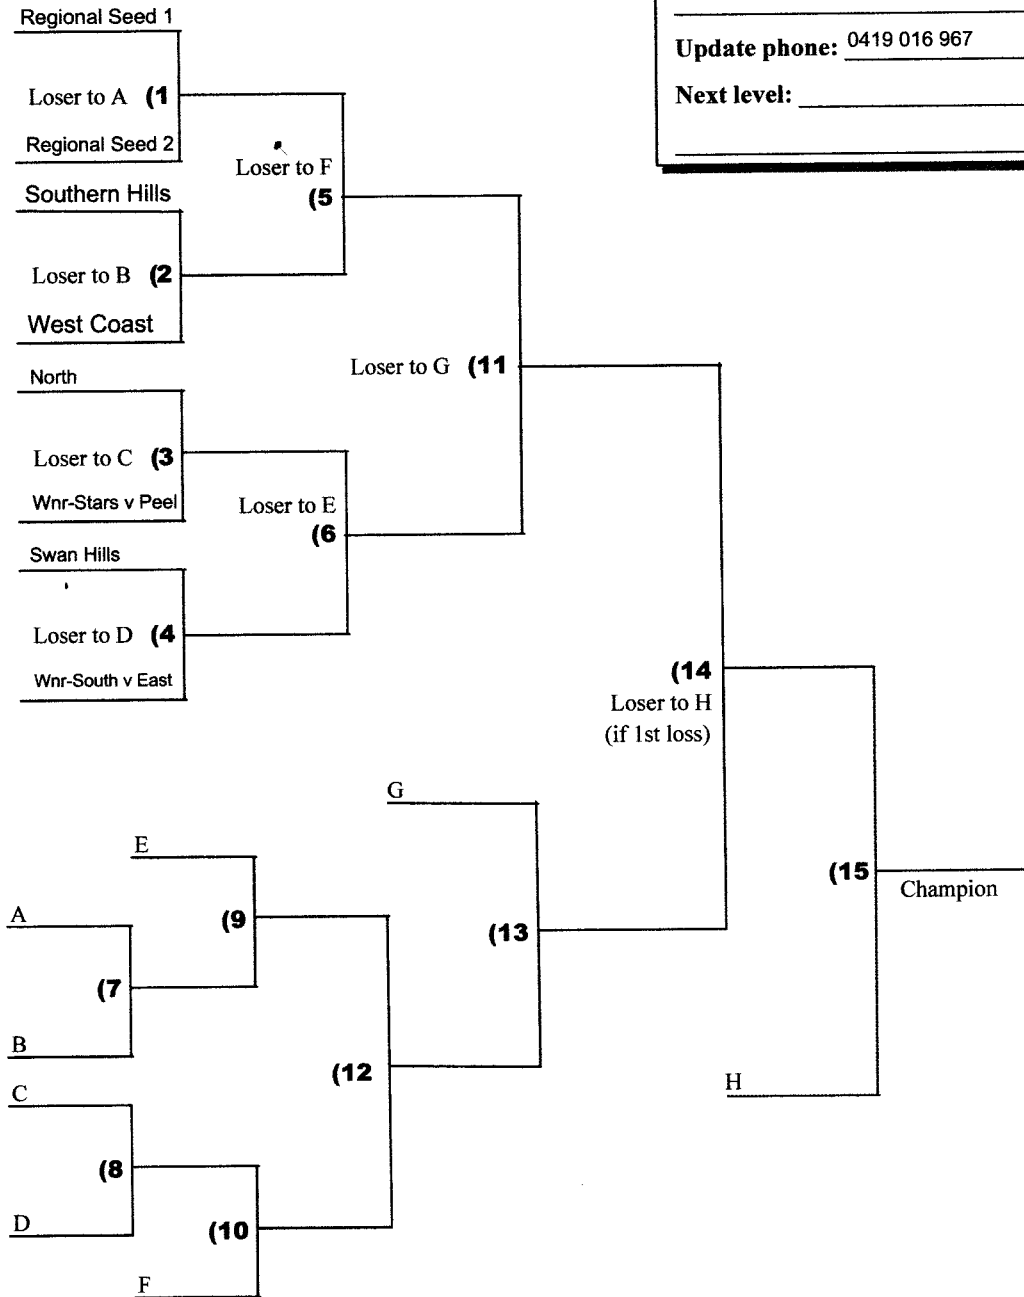 Regional Seed 1
Update phone: 0419 016 967
Loser to A (1
Next level:
Regional Seed 2
Loser to F
Southern Hills
(5
Loser to B (2
West Coast
Loser to G (11
North
Loser to C (3
Wnr-Stars v Peel
Loser to E
(6
Swan Hills
Loser to D (4
Wnr-South v East
(14
Loser to H
(if 1st loss)
G
E
(15
Champion
A
(9
(13
(7
B
(12
H
C
(8
D
(10
F